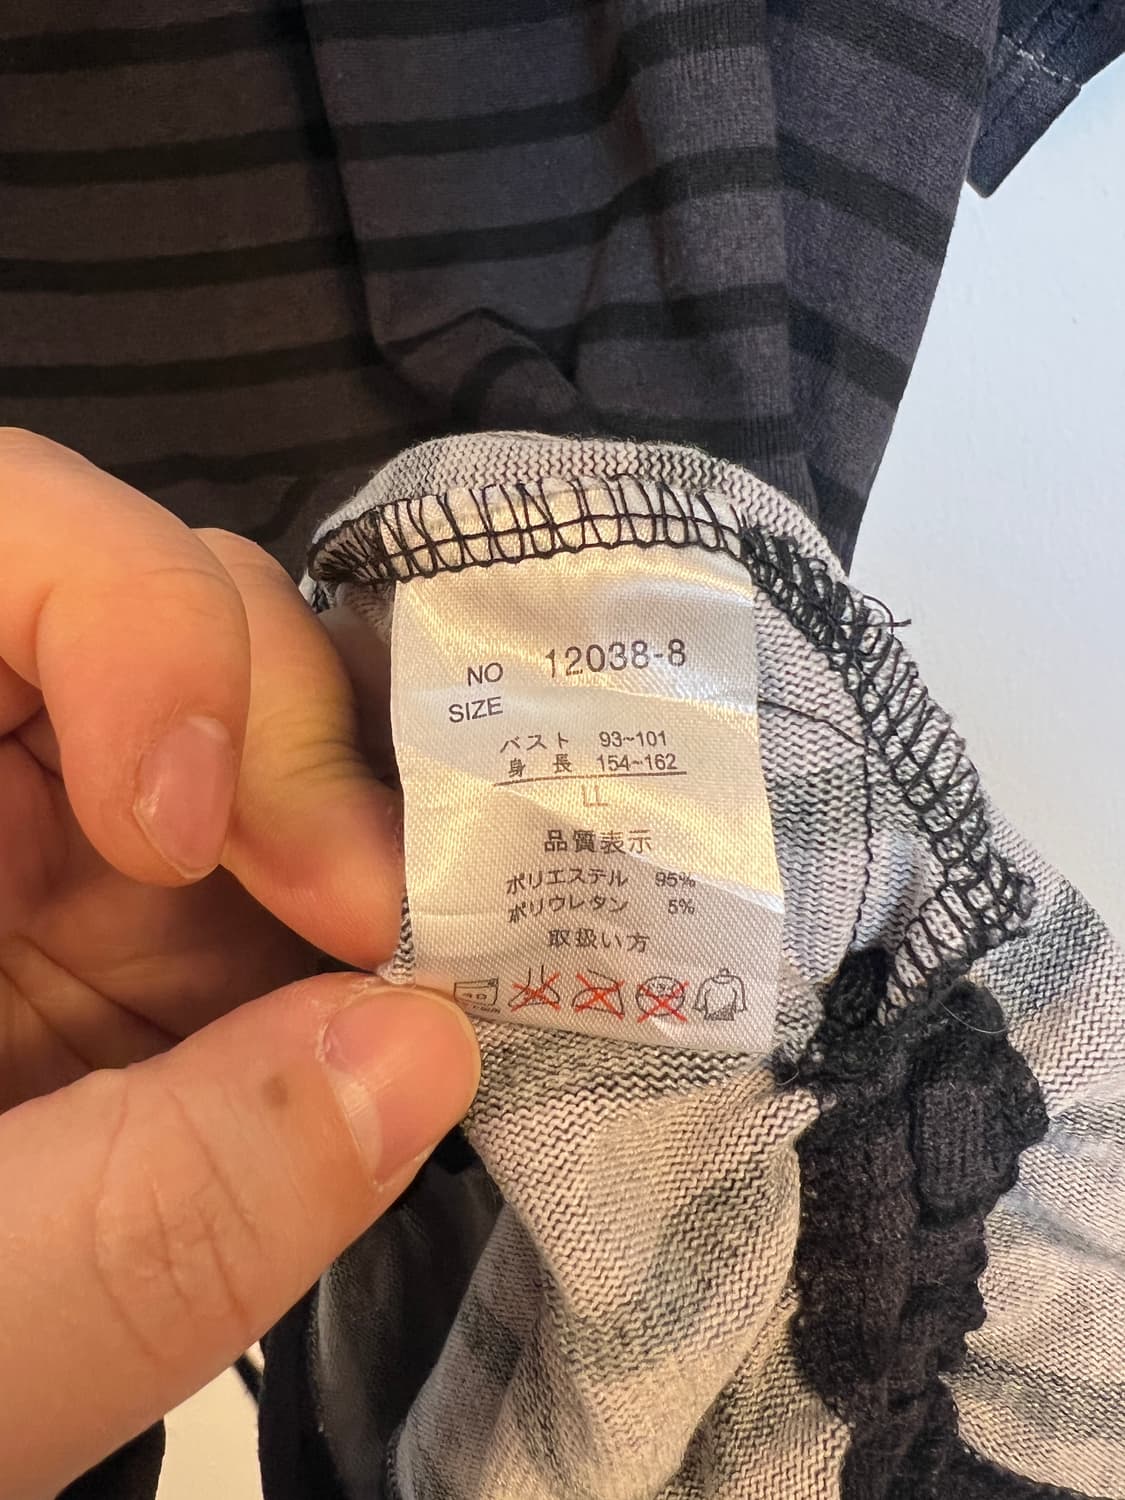 NO 12038-8
SIZE
バスト 93~101
身長 154~162
LL
品質表示
ポリエステル 95%
ポリウレタン 5%
取扱い方
40